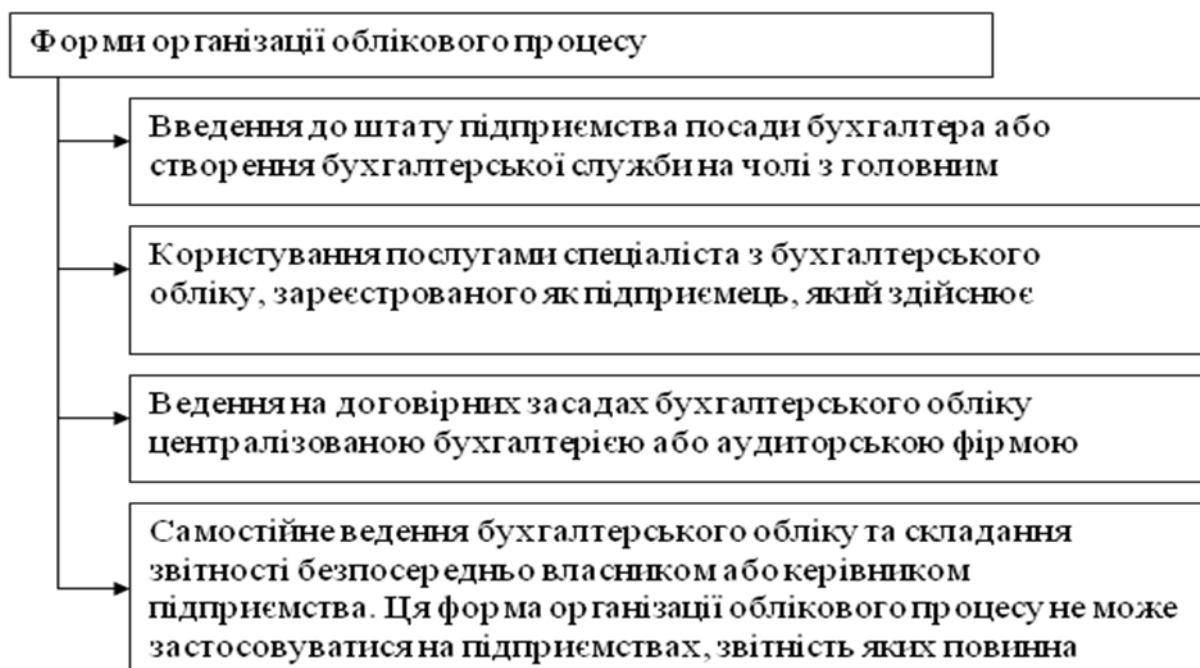 Форми організації облікового процесу
Введення до штату підприємства посади бухгалтера або
створення бухгалтерської служби на чолі з головним
Користування послугами спеціаліста з бухгалтерського
обліку, зареєстрованого як підприємець, який здійснює
Ведення на договірних засадах бухгалтерського обліку
централізованою бухгалтерією або аудиторською фірмою
Самостійне ведення бухгалтерського обліку та складання
звітності безпосередньо власником або керівником
підприємства. Ця форма організації облікового процесу не може
застосовуватися на підприємствах, звітність яких повинна